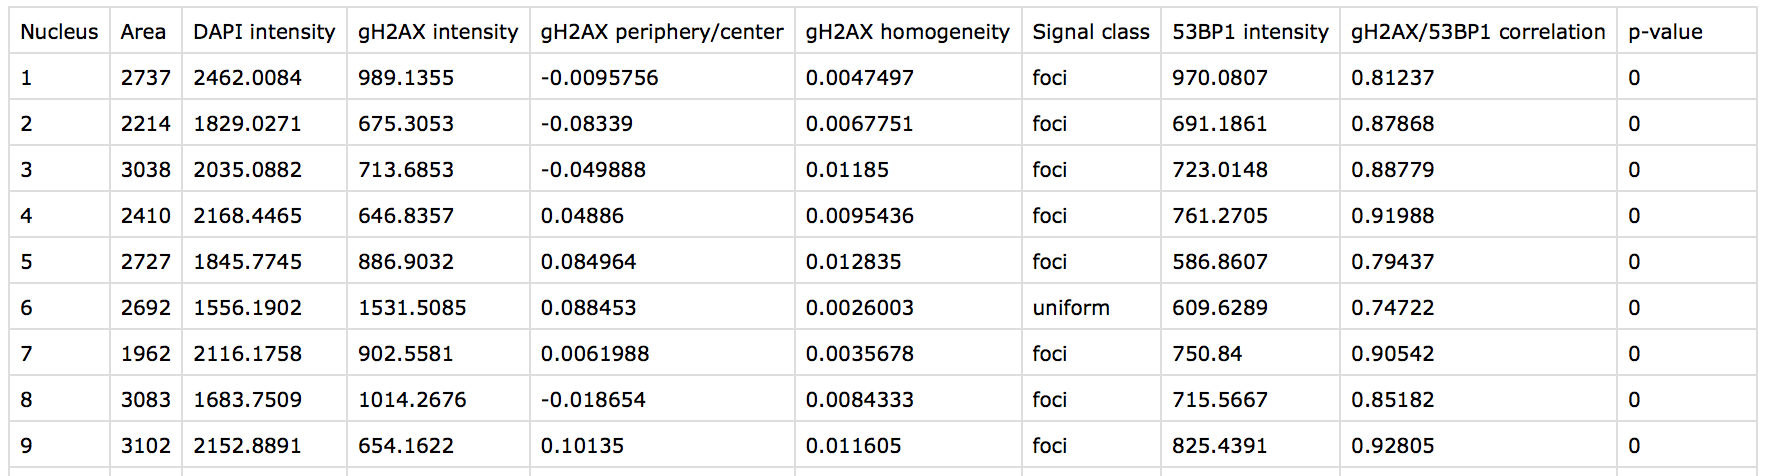 Nucleus Area DAPI intensity gH2AX intensity gH2AX periphery/center gH2AX homogeneity Signal class 53BP1 intensity gH2AX/53BP1 correlation p-value
1 2737 2462.0084 989.1355 -0.0095756 0.0047497 foci 970.0807 0.81237 0
2 2214 1829.0271 675.3053 -0.08339 0.0067751 foci 691.1861 0.87868 0
3 3038 2035.0882 713.6853 -0.049888 0.01185 foci 723.0148 0.88779 0
4 2410 2168.4465 646.8357 0.04886 0.0095436 foci 761.2705 0.91988 0
5 2727 1845.7745 886.9032 0.084964 0.012835 foci 586.8607 0.79437 0
6 2692 1556.1902 1531.5085 0.088453 0.0026003 uniform 609.6289 0.74722 0
7 1962 2116.1758 902.5581 0.0061988 0.0035678 foci 750.84 0.90542 0
8 3083 1683.7509 1014.2676 -0.018654 0.0084333 foci 715.5667 0.85182 0
9 3102 2152.8891 654.1622 0.10135 0.011605 foci 825.4391 0.92805 0